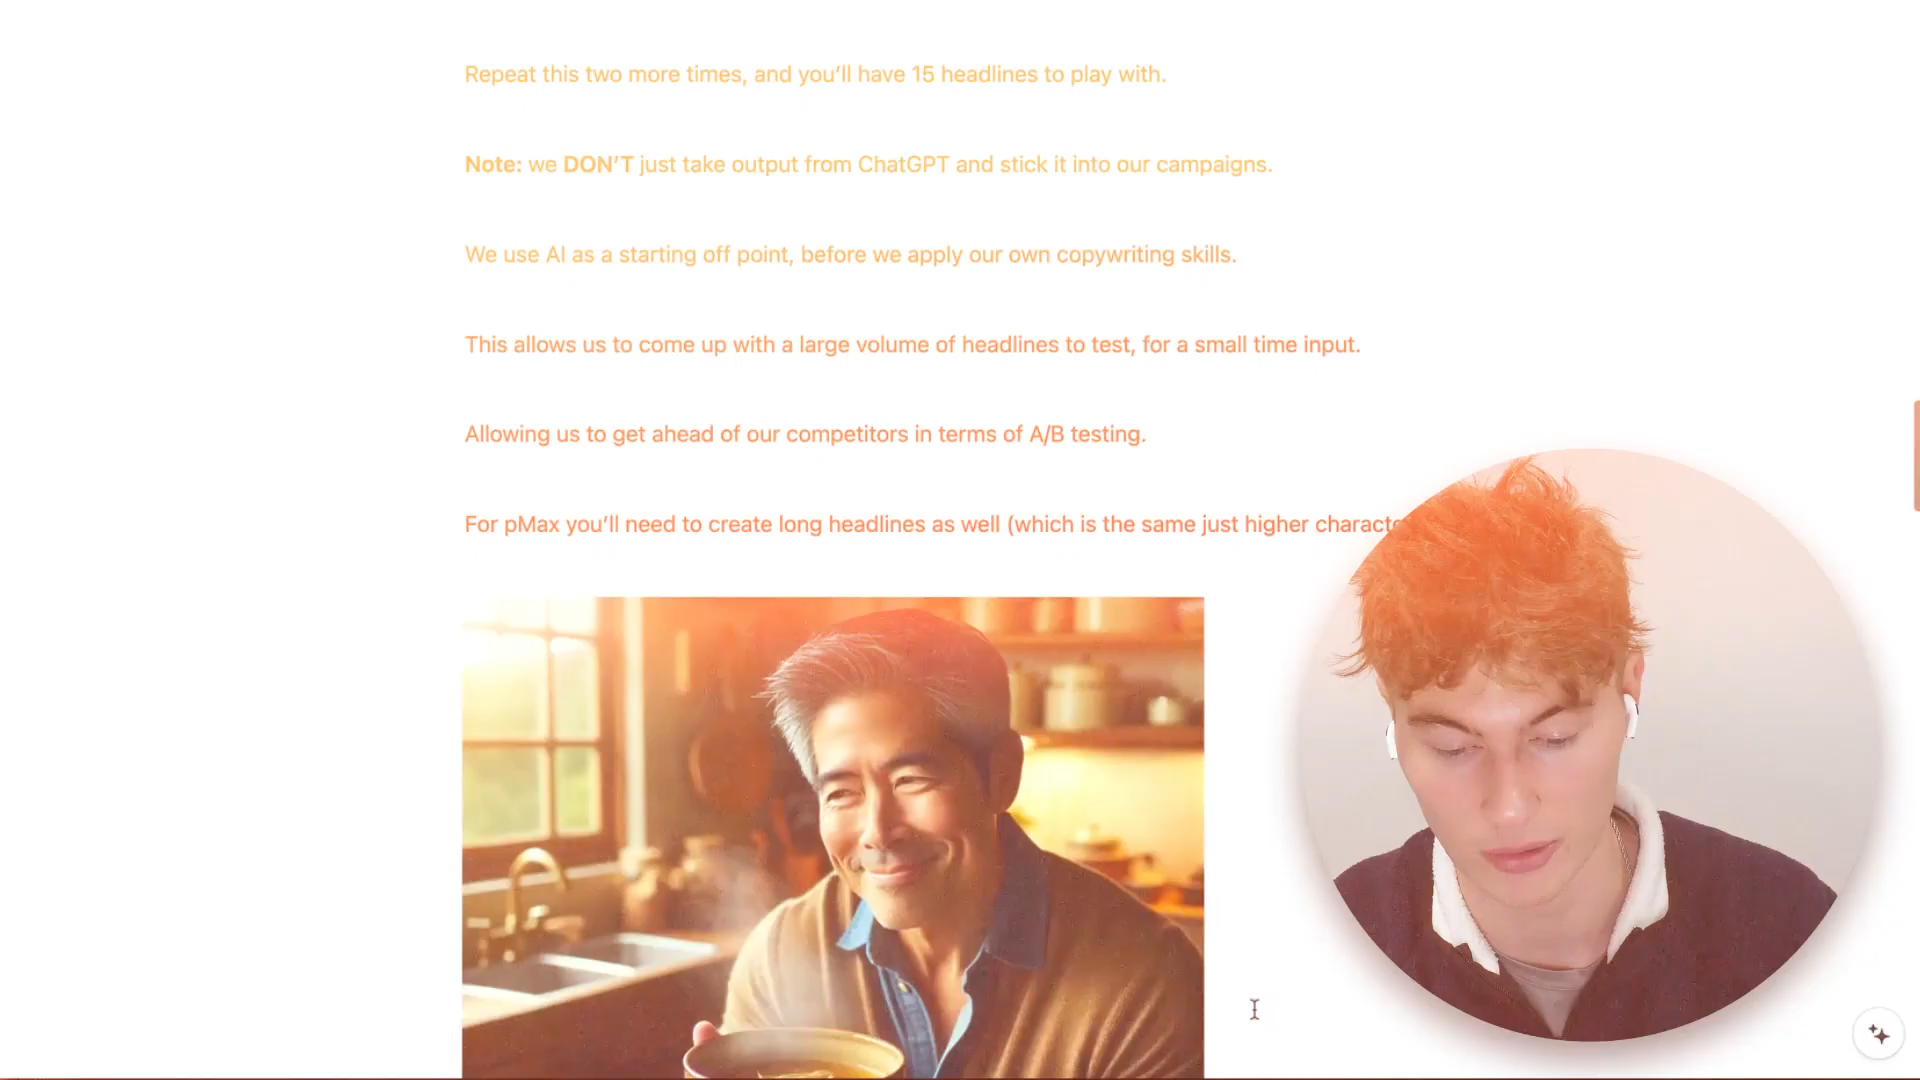 Repeat this two more times, and you’ll have 15 headlines to play with.
Note: we DON’T just take output from ChatGPT and stick it into our campaigns.
We use AI as a starting off point, before we apply our own copywriting skills.
This allows us to come up with a large volume of headlines to test, for a small time input.
Allowing us to get ahead of our competitors in terms of A/B testing.
For pMax you’ll need to create long headlines as well (which is the same just higher